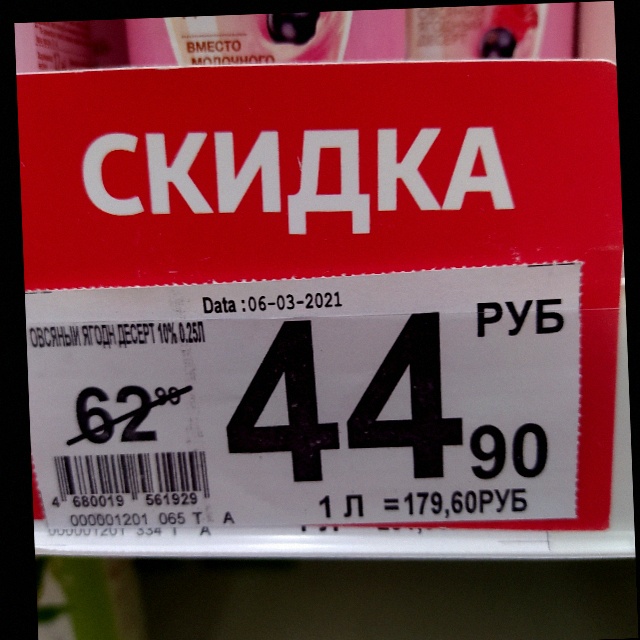 ВМЕСТО
МОЛОЧНОГО
СКИДКА
Data :06-03-2021
ОВСЯНЫЙ ЯГОДН ДЕСЕРТ 10% 0.25Л
РУБ
62 90
44 90
4 680019 561929
1 Л =179,60РУБ
000001201 065 Т А
000001201 334 Т А